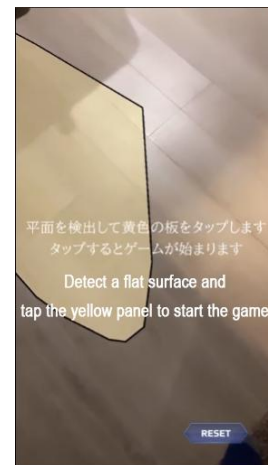 平面を検出して黄色の板をタップします
タップするとゲームが始まります
Detect a flat surface and
tap the yellow panel to start the game
RESET